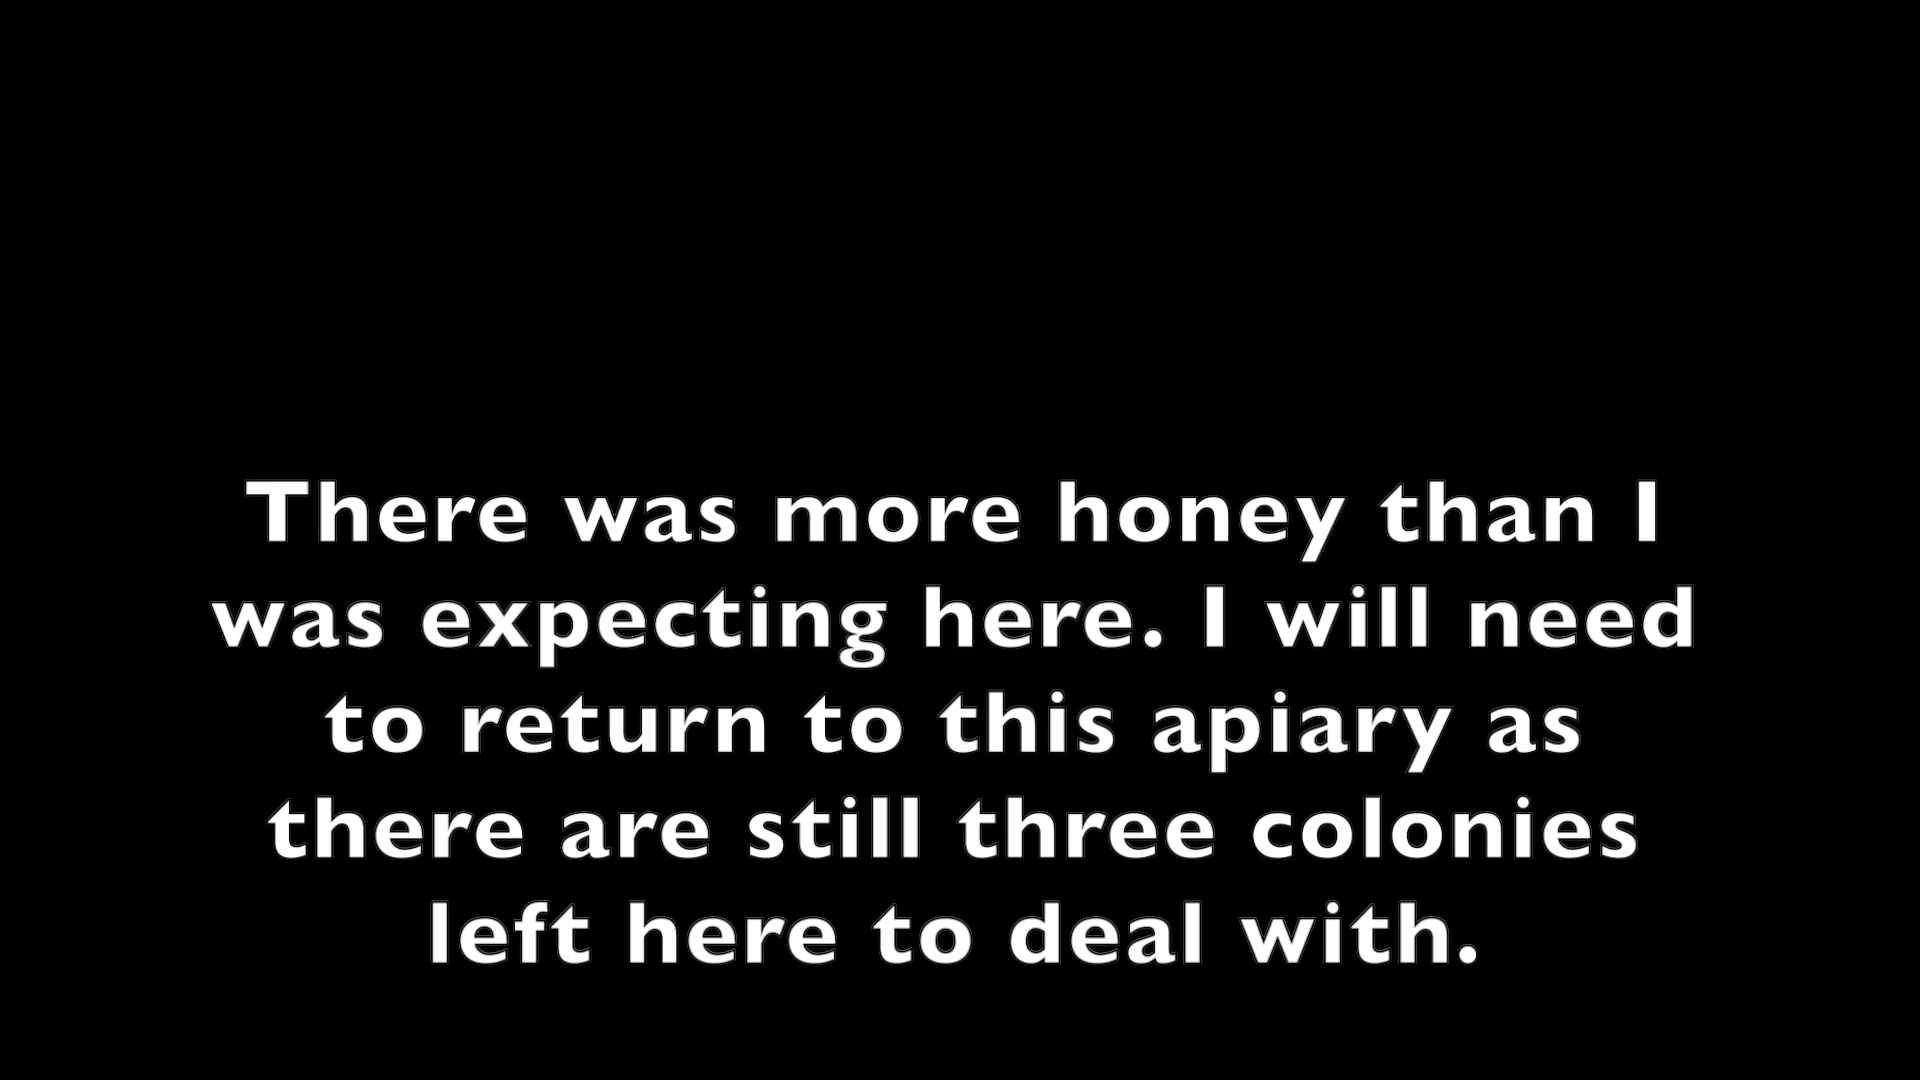 There was more honey than I
was expecting here. I will need
to return to this apiary as
there are still three colonies
left here to deal with.